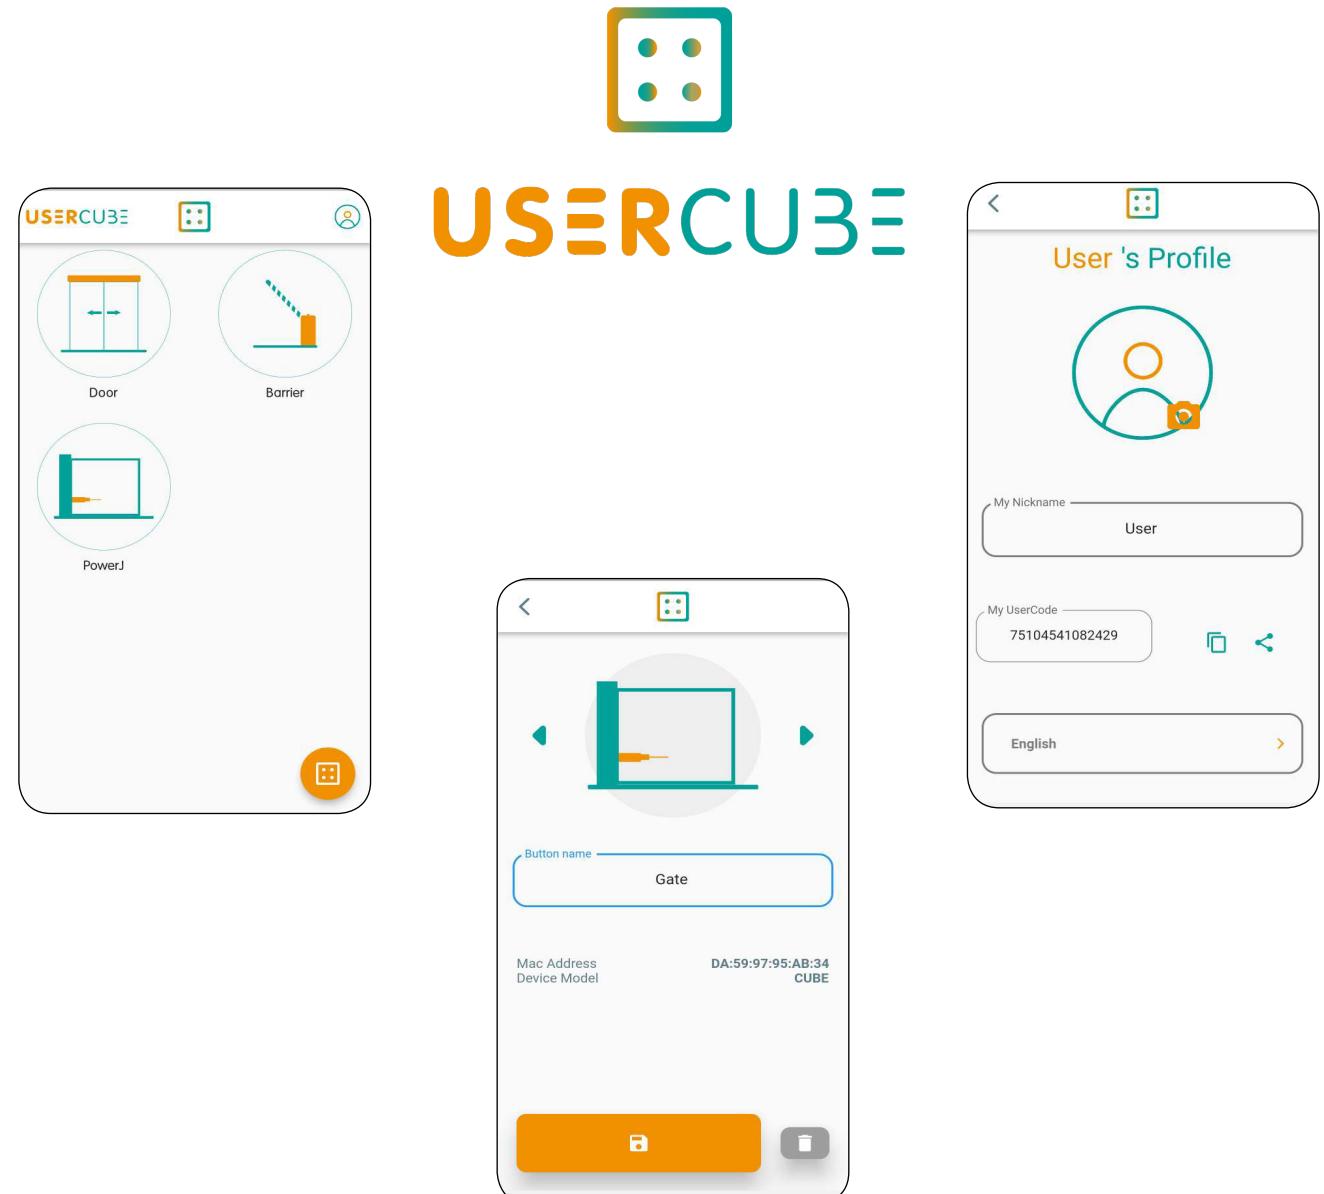 USERCUBE
USERCUBE
Door
Barrier
PowerJ
User 's Profile
My Nickname
User
My UserCode
75104541082429
English
Button name
Gate
Mac Address DA:59:97:95:AB:34
Device Model CUBE